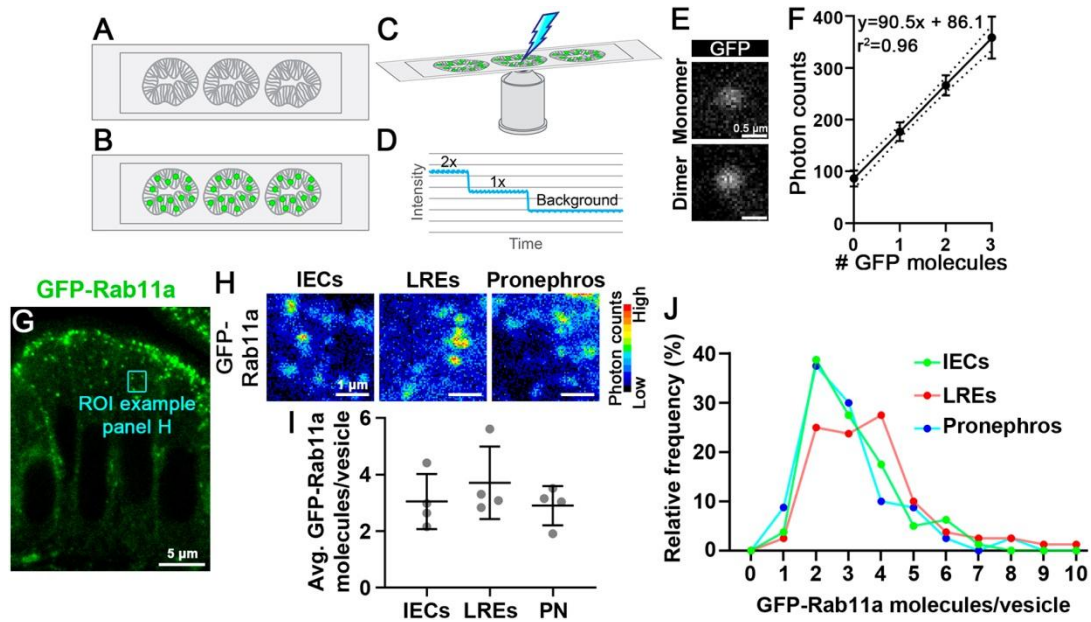 A
B
C
D
2x
1x
Background
Intensity
Time
E
GFP
Monomer
0.5 µm
Dimer
F
y=90.5x + 86.1
r²=0.96
Photon counts
400
300
200
100
0
0 1 2 3
# GFP molecules
GFP-Rab11a
G
ROI example
panel H
5 µm
H
IECs LREs Pronephros
GFP-
Rab11a
1 µm
High
Photon counts
Low
I
Avg. GFP-Rab11a
molecules/vesicle
6
4
2
0
IECs LREs PN
J
Relative frequency (%)
40
30
20
10
0
IECs
LREs
Pronephros
0 1 2 3 4 5 6 7 8 9 10
GFP-Rab11a molecules/vesicle